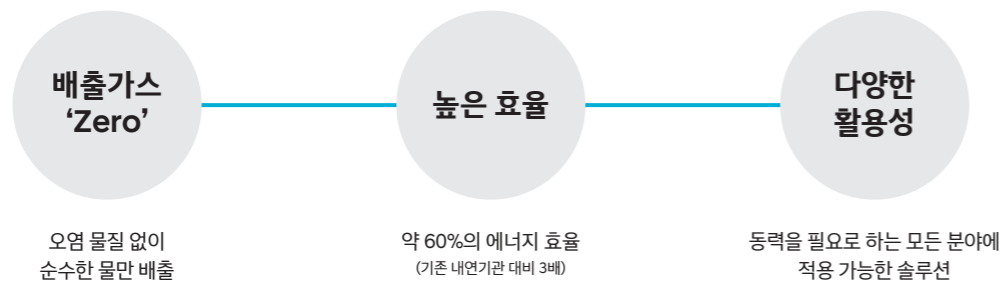 배출가스
‘Zero’
높은 효율
다양한
활용성
오염 물질 없이
순수한 물만 배출
약 60%의 에너지 효율
(기존 내연기관 대비 3배)
동력을 필요로 하는 모든 분야에
적용 가능한 솔루션